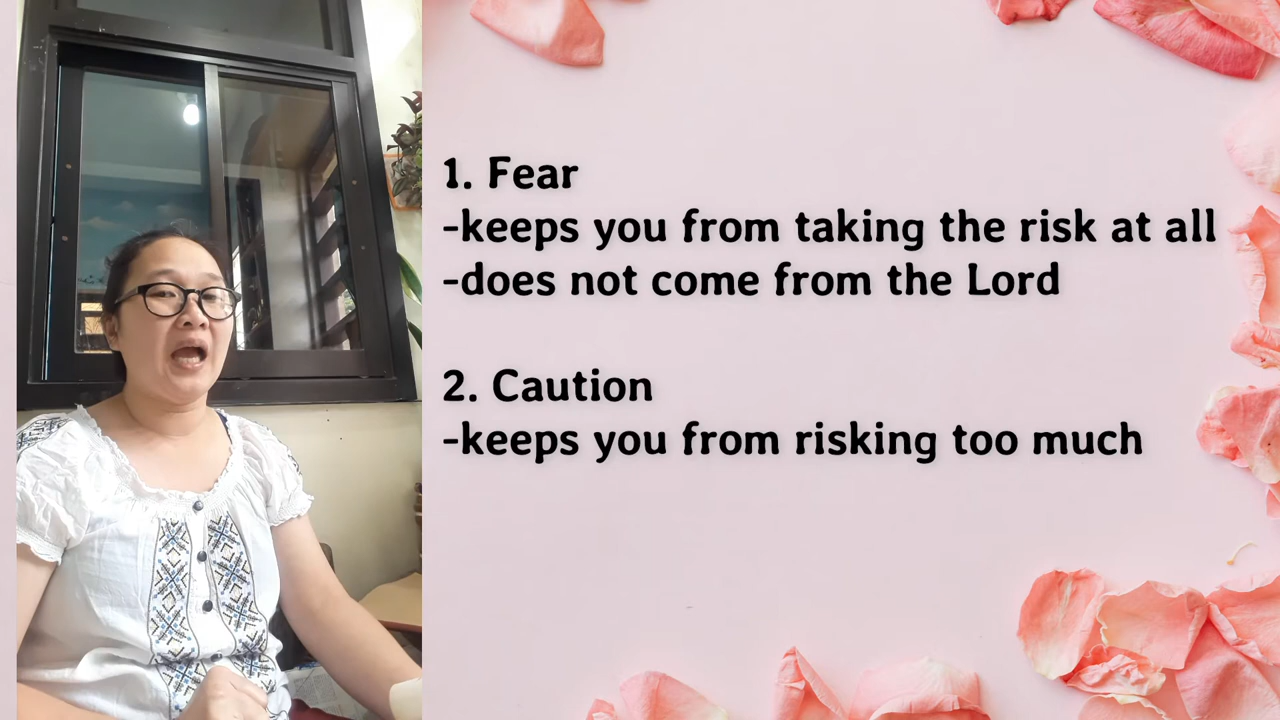 1. Fear
-keeps you from taking the risk at all
-does not come from the Lord
2. Caution
-keeps you from risking too much